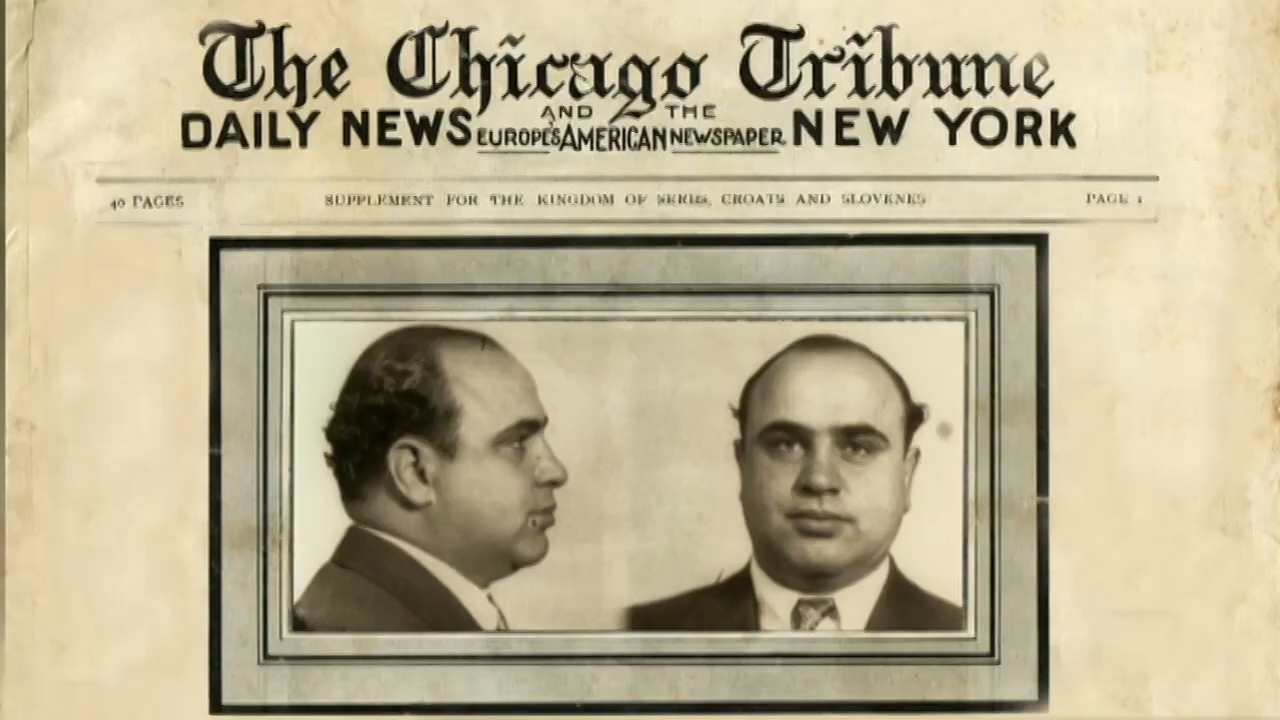 The Chicago Tribune
AND THE
DAILY NEWS EUROPE'S AMERICAN NEWSPAPER NEW YORK
40 PAGES SUPPLEMENT FOR THE KINGDOM OF SERBS, CROATS AND SLOVENES PAGE 1